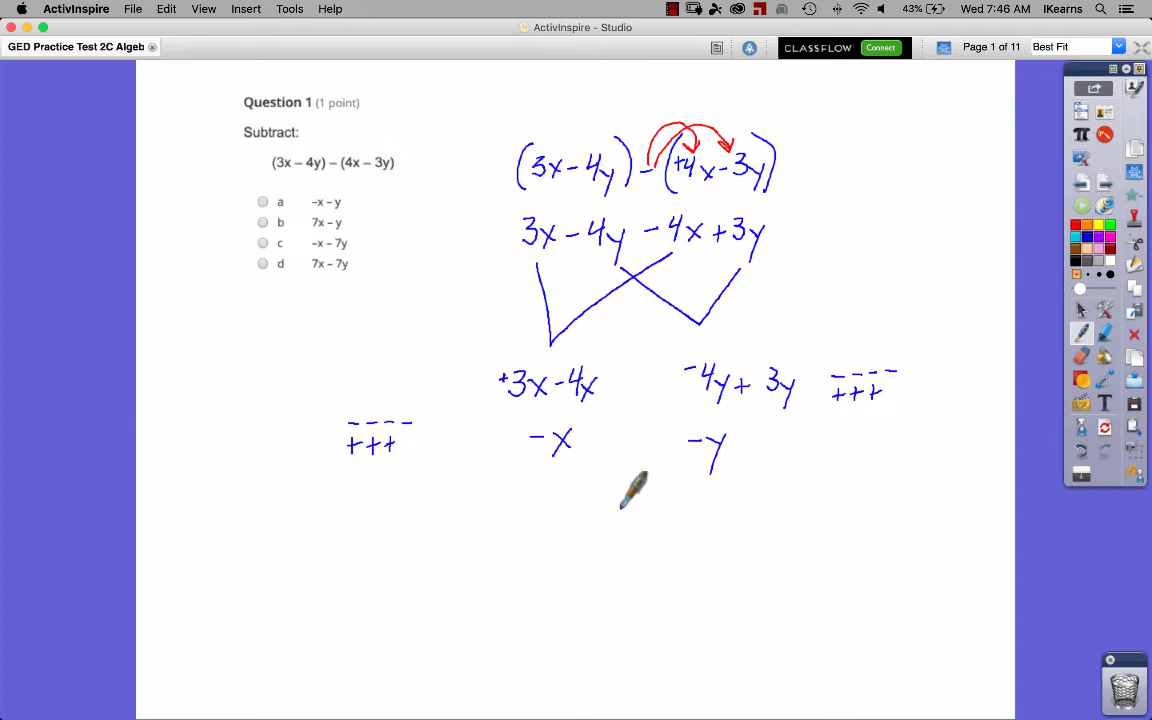 ActivInspire File Edit View Insert Tools Help 43% Wed 7:46 AM IKearns
ActivInspire - Studio
GED Practice Test 2C Algeb CLASSFLOW Connect Page 1 of 11 Best Fit
Question 1 (1 point)
Subtract:
(3x – 4y) – (4x – 3y)
a -x – y
b 7x – y
c -x – 7y
d 7x – 7y
(3x - 4y) - (+4x - 3y)
3x - 4y - 4x + 3y
+3x - 4x -4y + 3y - - - -
+ + +
- - - -
+ + +
- x - y
T